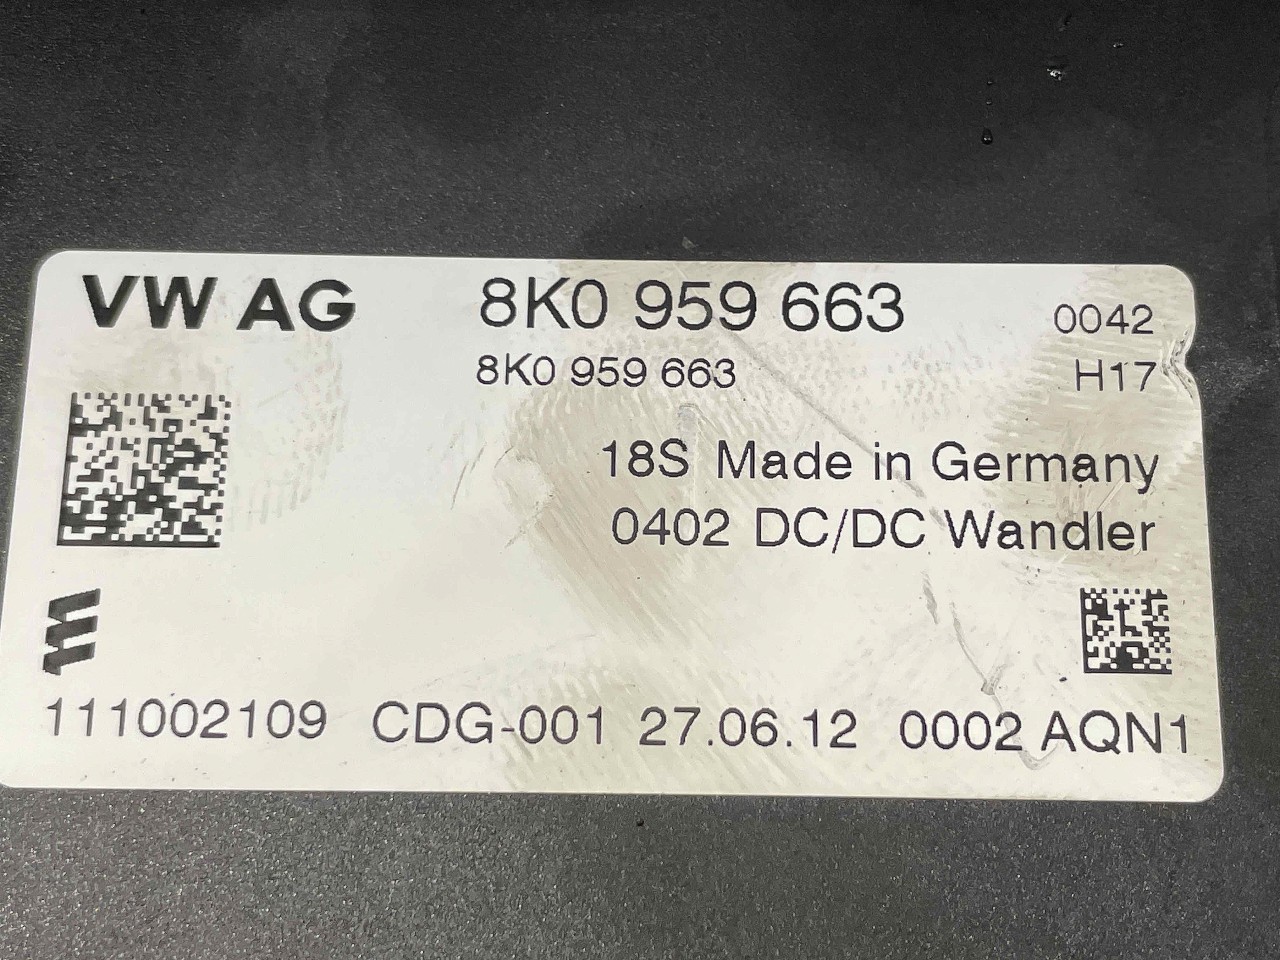 VW AG 8K0 959 663 0042
8K0 959 663 H17
18S Made in Germany
0402 DC/DC Wandler
111002109 CDG-001 27.06.12 0002 AQN1